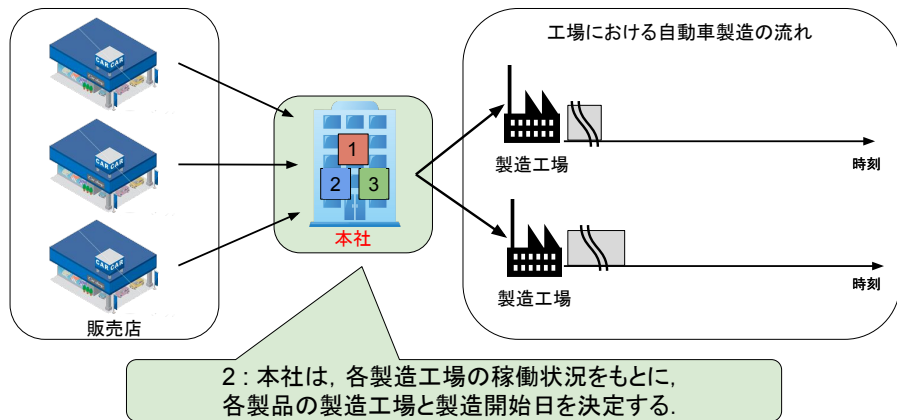 工場における自動車製造の流れ
CAR CAR
CAR CAR
CAR CAR
販売店
1
2
3
本社
製造工場
時刻
製造工場
時刻
2 : 本社は, 各製造工場の稼働状況をもとに,
各製品の製造工場と製造開始日を決定する.